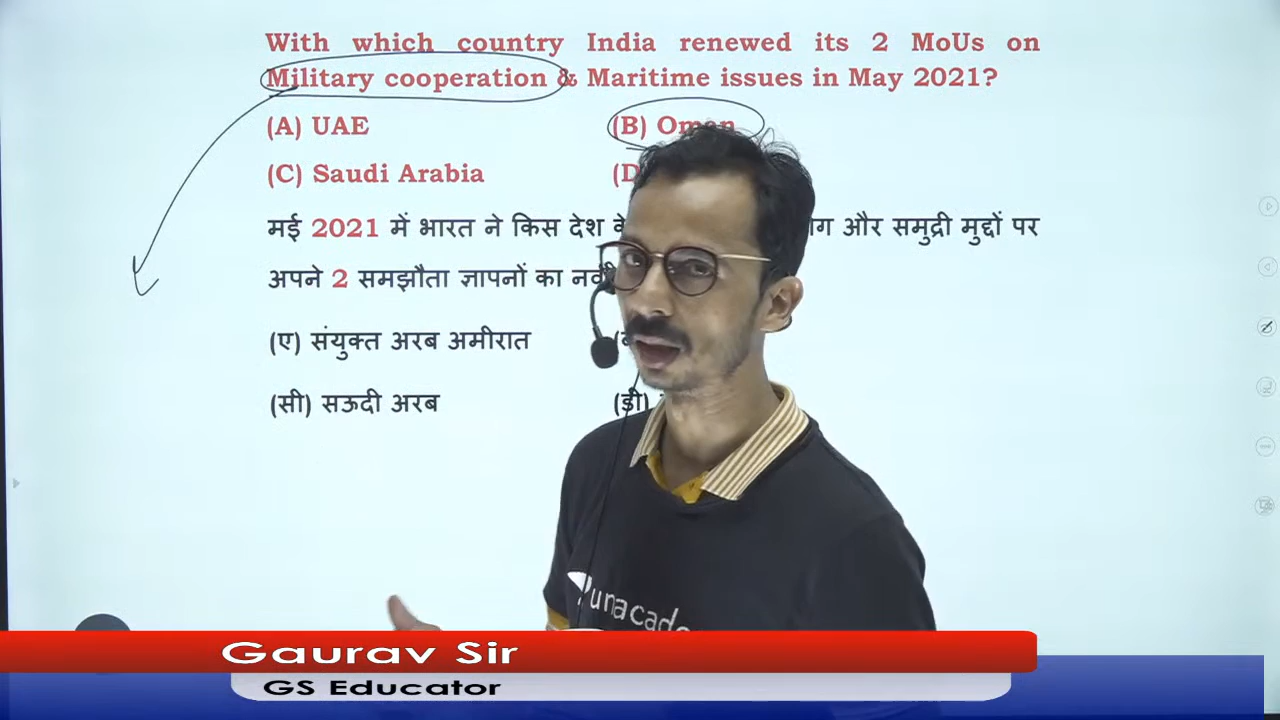 With which country India renewed its 2 MoUs on
Military cooperation & Maritime issues in May 2021?
(A) UAE
(B) Oman
(C) Saudi Arabia
(D
मई 2021 में भारत ने किस देश और समुद्री मुद्दों पर
अपने 2 समझौता ज्ञापनों का
(ए) संयुक्त अरब अमीरात
(सी) सऊदी अरब
(डी)
unacade
Gaurav Sir
GS Educator